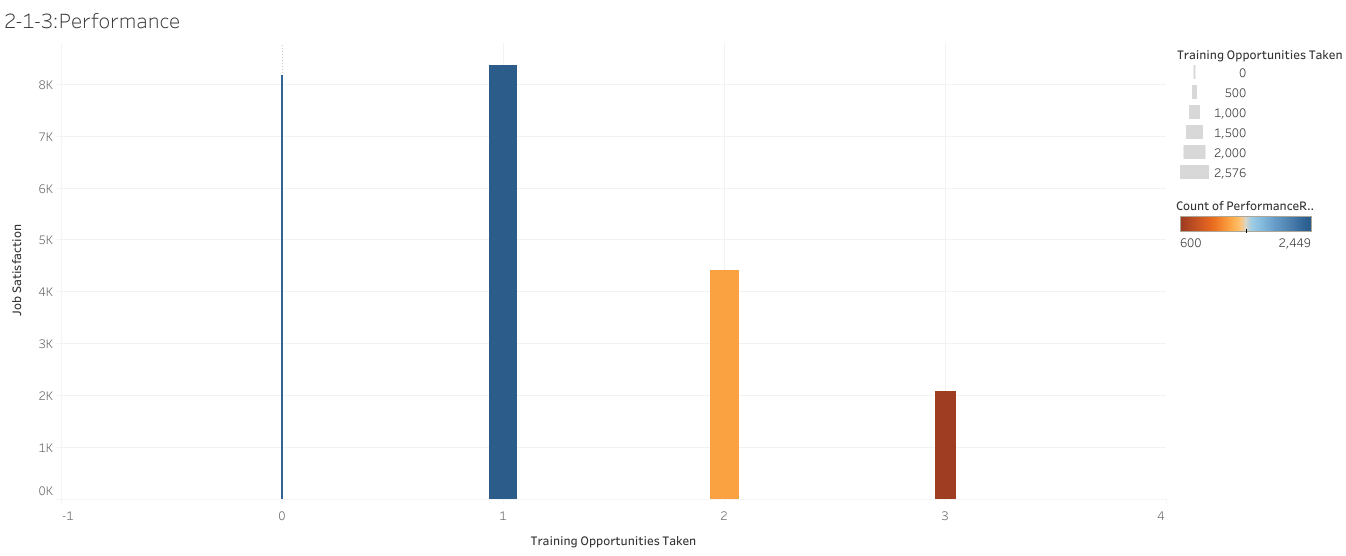 2-1-3:Performance
8K
7K
6K
5K
4K
3K
2K
1K
0K
Job Satisfaction
-1
0
1
2
3
4
Training Opportunities Taken
Training Opportunities Taken
0
500
1,000
1,500
2,000
2,576
Count of PerformanceR..
600 2,449